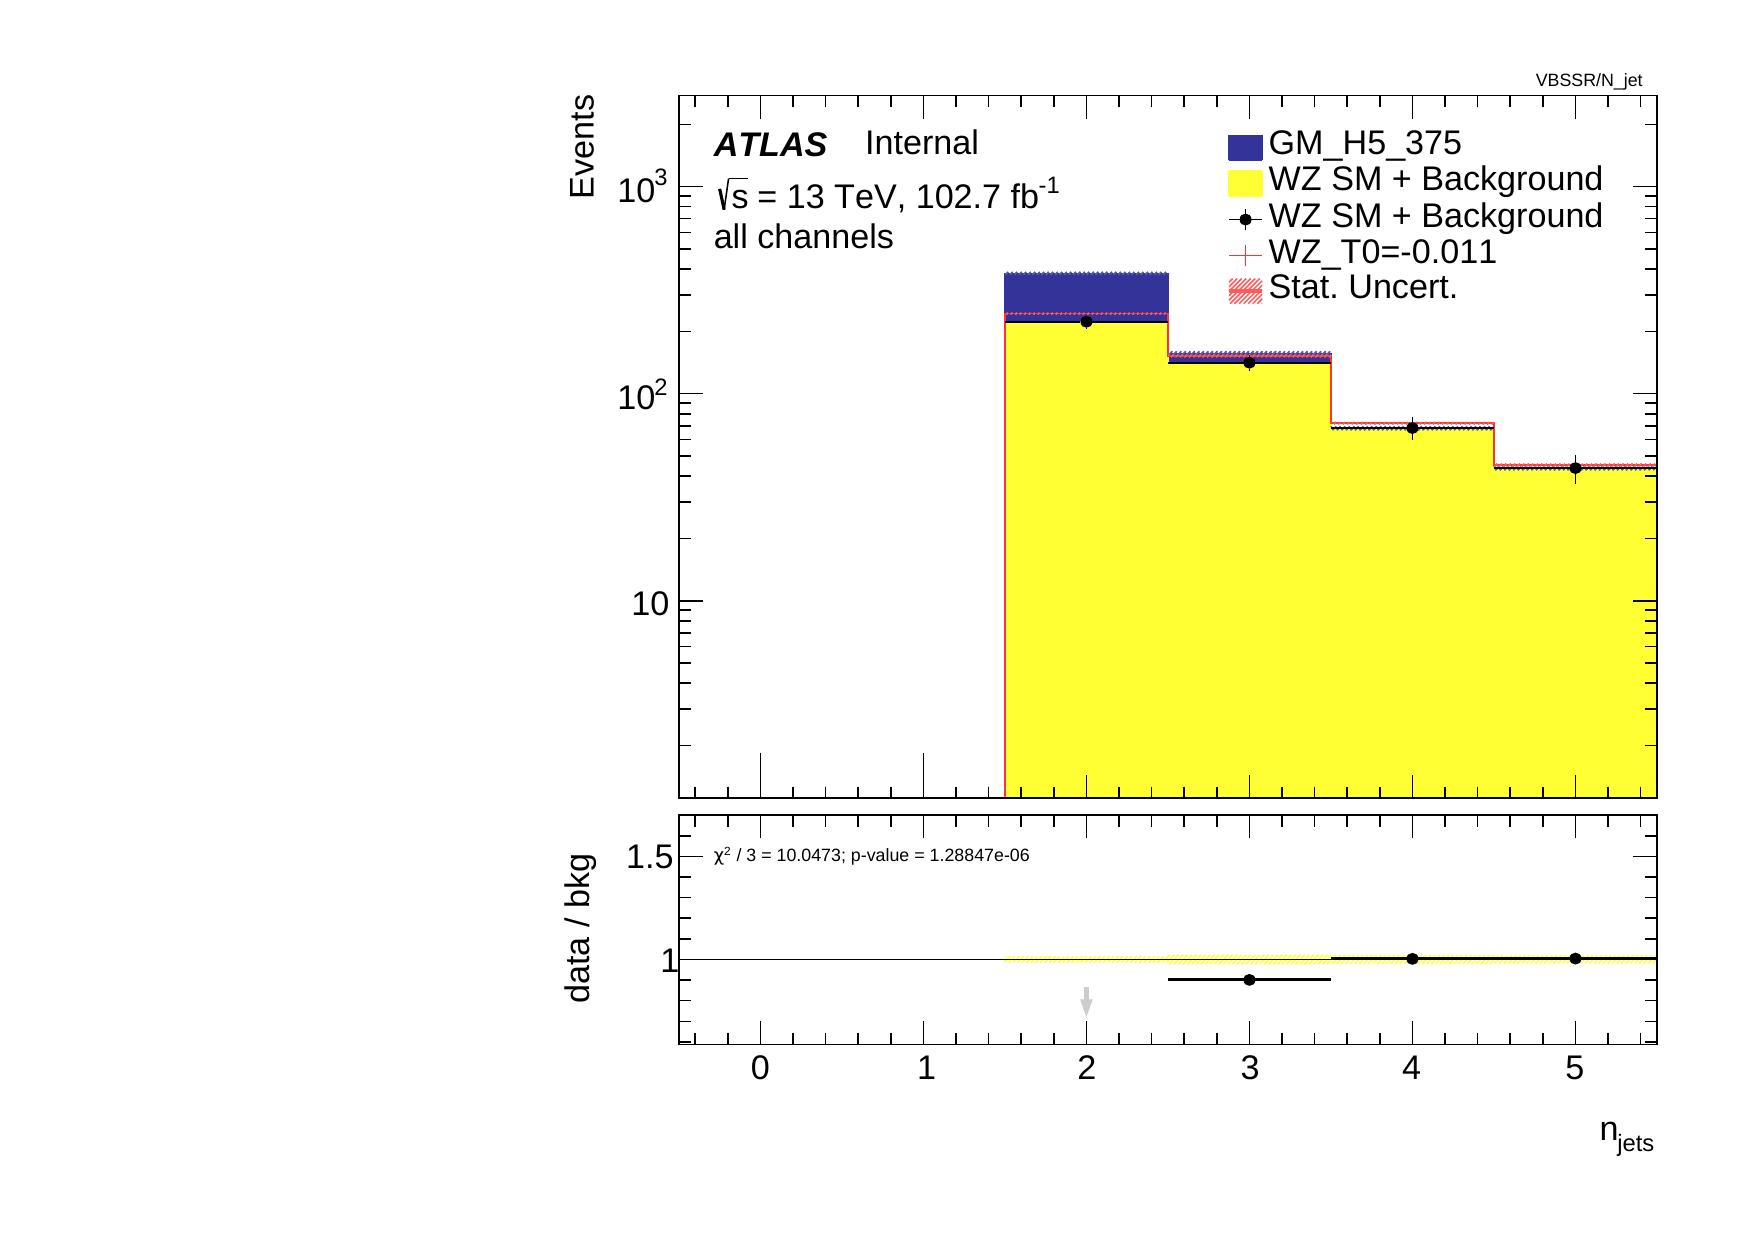 VBSSR/N_jet
Events
ATLAS Internal
√s = 13 TeV, 102.7 fb⁻¹
all channels
GM_H5_375
WZ SM + Background
WZ SM + Background
WZ_T0=-0.011
Stat. Uncert.
10³
10²
10
data / bkg
1.5
1
χ² / 3 = 10.0473; p-value = 1.28847e-06
0 1 2 3 4 5
n_jets